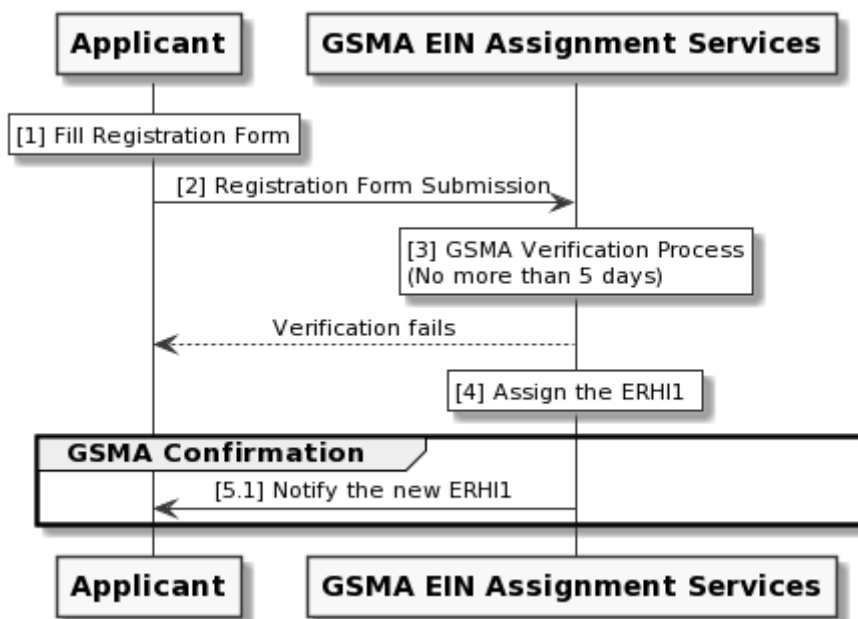 Applicant
GSMA EIN Assignment Services
[1] Fill Registration Form
[2] Registration Form Submission
[3] GSMA Verification Process
(No more than 5 days)
Verification fails
[4] Assign the ERHI1
GSMA Confirmation
[5.1] Notify the new ERHI1
Applicant
GSMA EIN Assignment Services